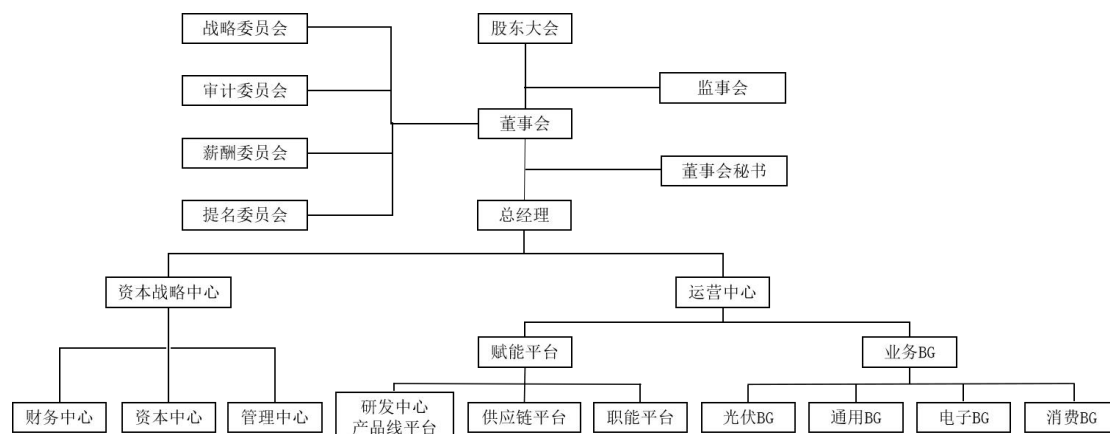 战略委员会
股东大会
审计委员会
监事会
董事会
薪酬委员会
董事会秘书
提名委员会
总经理
资本战略中心
运营中心
赋能平台
业务BG
财务中心
资本中心
管理中心
研发中心
产品线平台
供应链平台
职能平台
光伏BG
通用BG
电子BG
消费BG